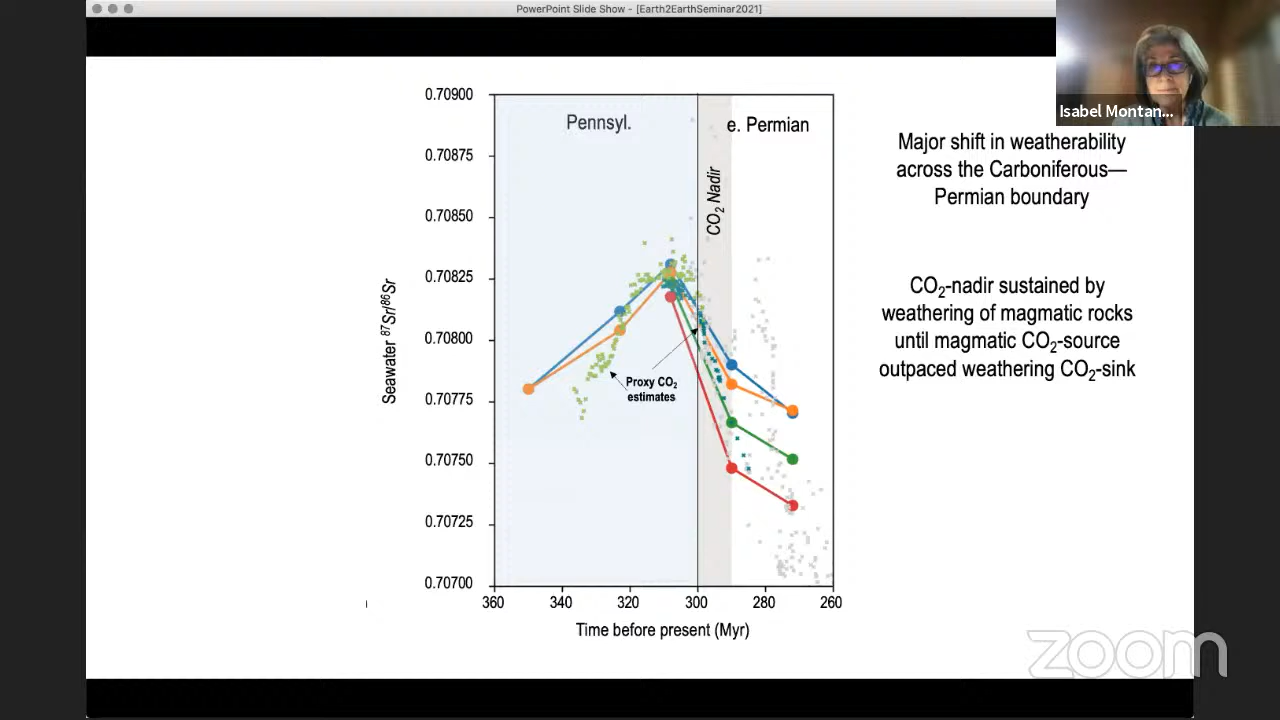 PowerPoint Slide Show - [Earth2EarthSeminar2021]
Isabel Montan...
0.70900
0.70875
0.70850
0.70825
0.70800
0.70775
0.70750
0.70725
0.70700
Seawater ⁸⁷Sr/⁸⁶Sr
Pennsyl.
e. Permian
CO₂ Nadir
Proxy CO₂
estimates
360
340
320
300
280
260
Time before present (Myr)
Major shift in weatherability
across the Carboniferous—
Permian boundary
CO₂-nadir sustained by
weathering of magmatic rocks
until magmatic CO₂-source
outpaced weathering CO₂-sink
zoom